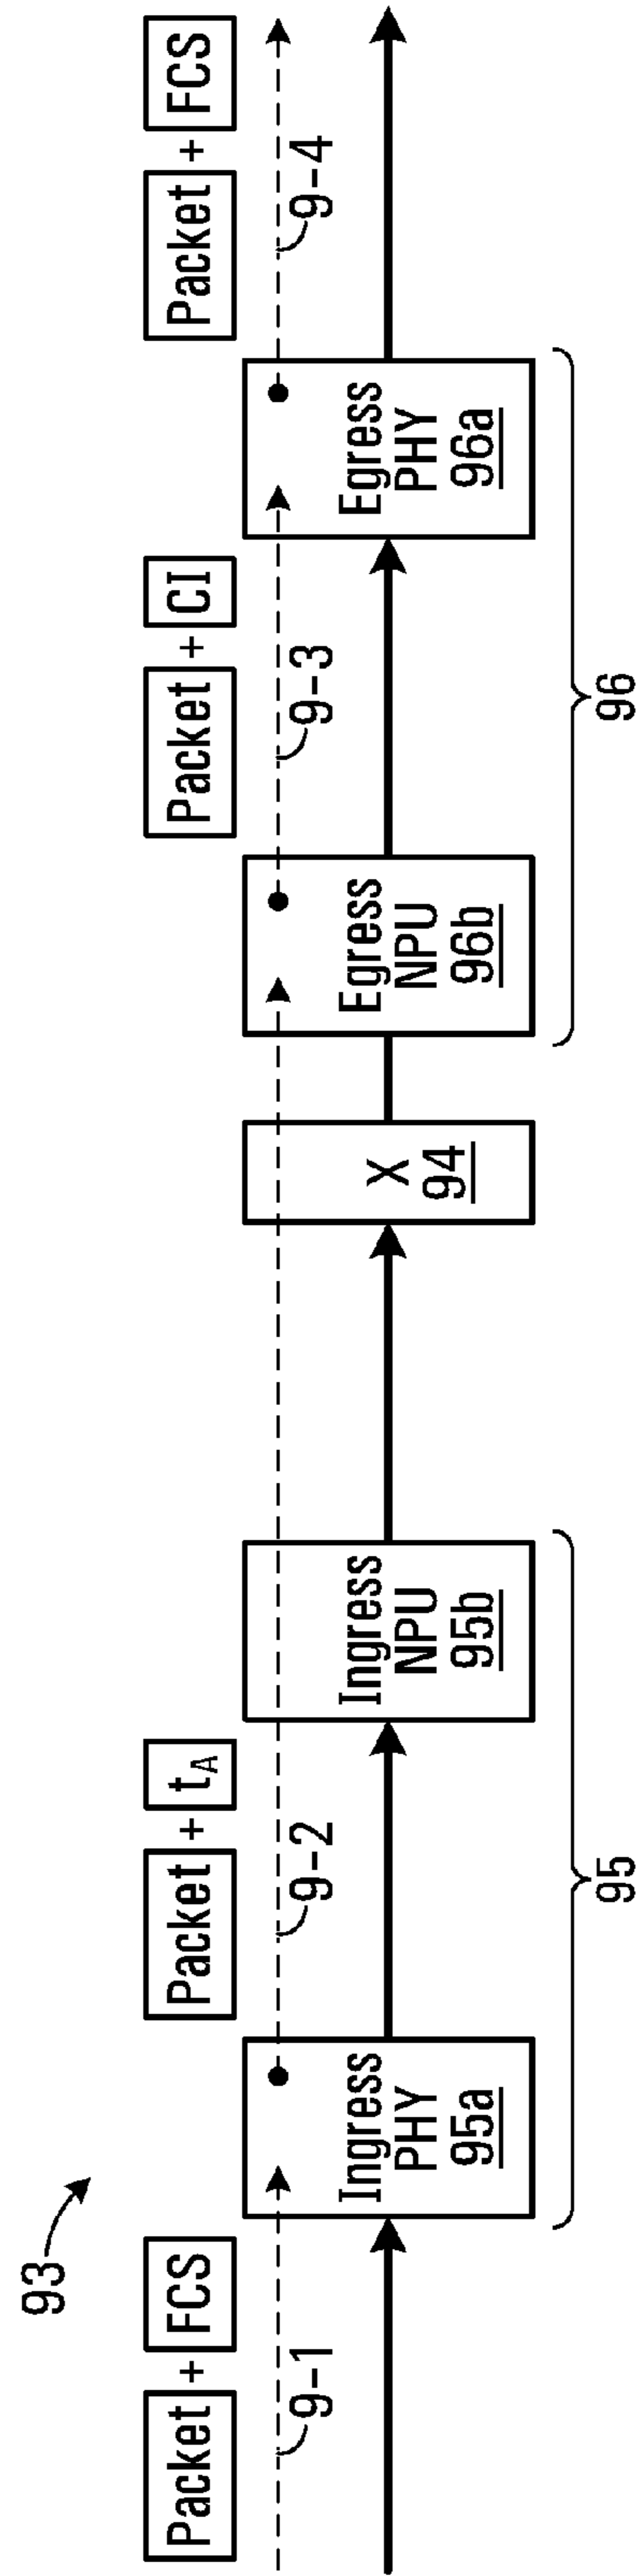 93
Packet + FCS
9-1
Ingress
PHY
95a
Packet + tA
9-2
Ingress
NPU
95b
95
X
94
Egress
NPU
96b
Packet + CI
9-3
Egress
PHY
96a
96
Packet + FCS
9-4